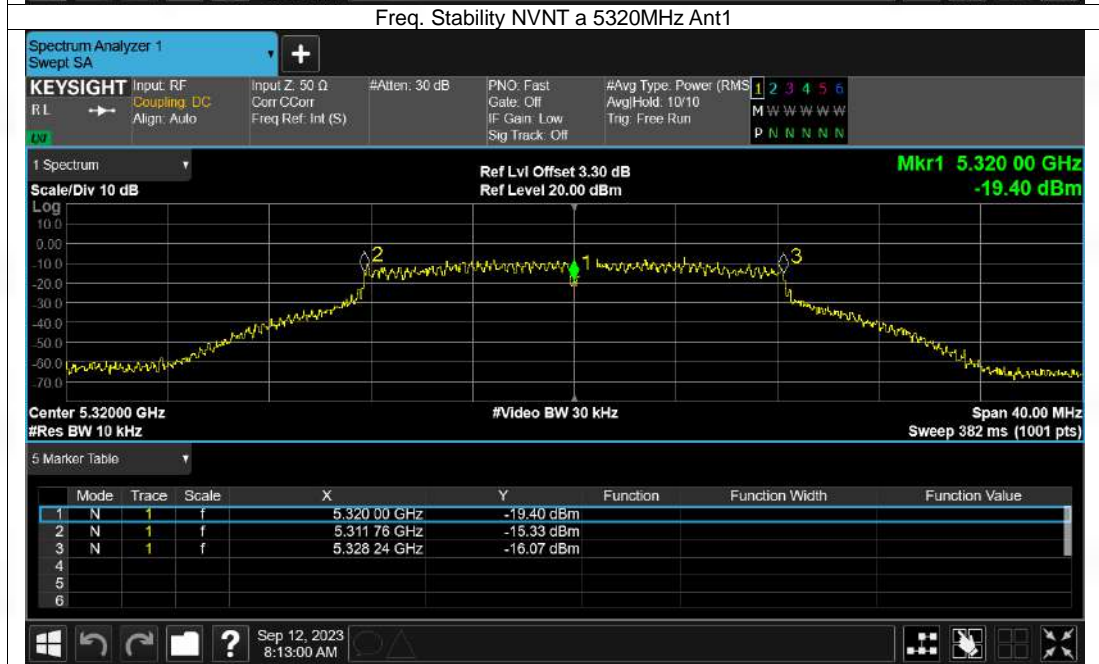 Freq. Stability NVNT a 5320MHz Ant1
Spectrum Analyzer 1
Swept SA
+
KEYSIGHT Input: RF Input Z: 50 Ω #Atten: 30 dB PNO: Fast #Avg Type: Power (RMS 1 2 3 4 5 6
RL Coupling: DC Corr CCorr Gate: Off Avg|Hold: 10/10 M W W W W W
Align: Auto Freq Ref: Int (S) IF Gain: Low Trig: Free Run
Sig Track: Off P N N N N N
LXI
1 Spectrum Ref Lvl Offset 3.30 dB Mkr1 5.320 00 GHz
Scale/Div 10 dB Ref Level 20.00 dBm -19.40 dBm
Log
10.0
0.00
-10.0
-20.0
-30.0
-40.0
-50.0
-60.0
-70.0
2
1
3
Center 5.32000 GHz #Video BW 30 kHz Span 40.00 MHz
#Res BW 10 kHz Sweep 382 ms (1001 pts)
5 Marker Table
Mode Trace Scale X Y Function Function Width Function Value
1 N 1 f 5.320 00 GHz -19.40 dBm
2 N 1 f 5.311 76 GHz -15.33 dBm
3 N 1 f 5.328 24 GHz -16.07 dBm
4
5
6
? Sep 12, 2023
8:13:00 AM